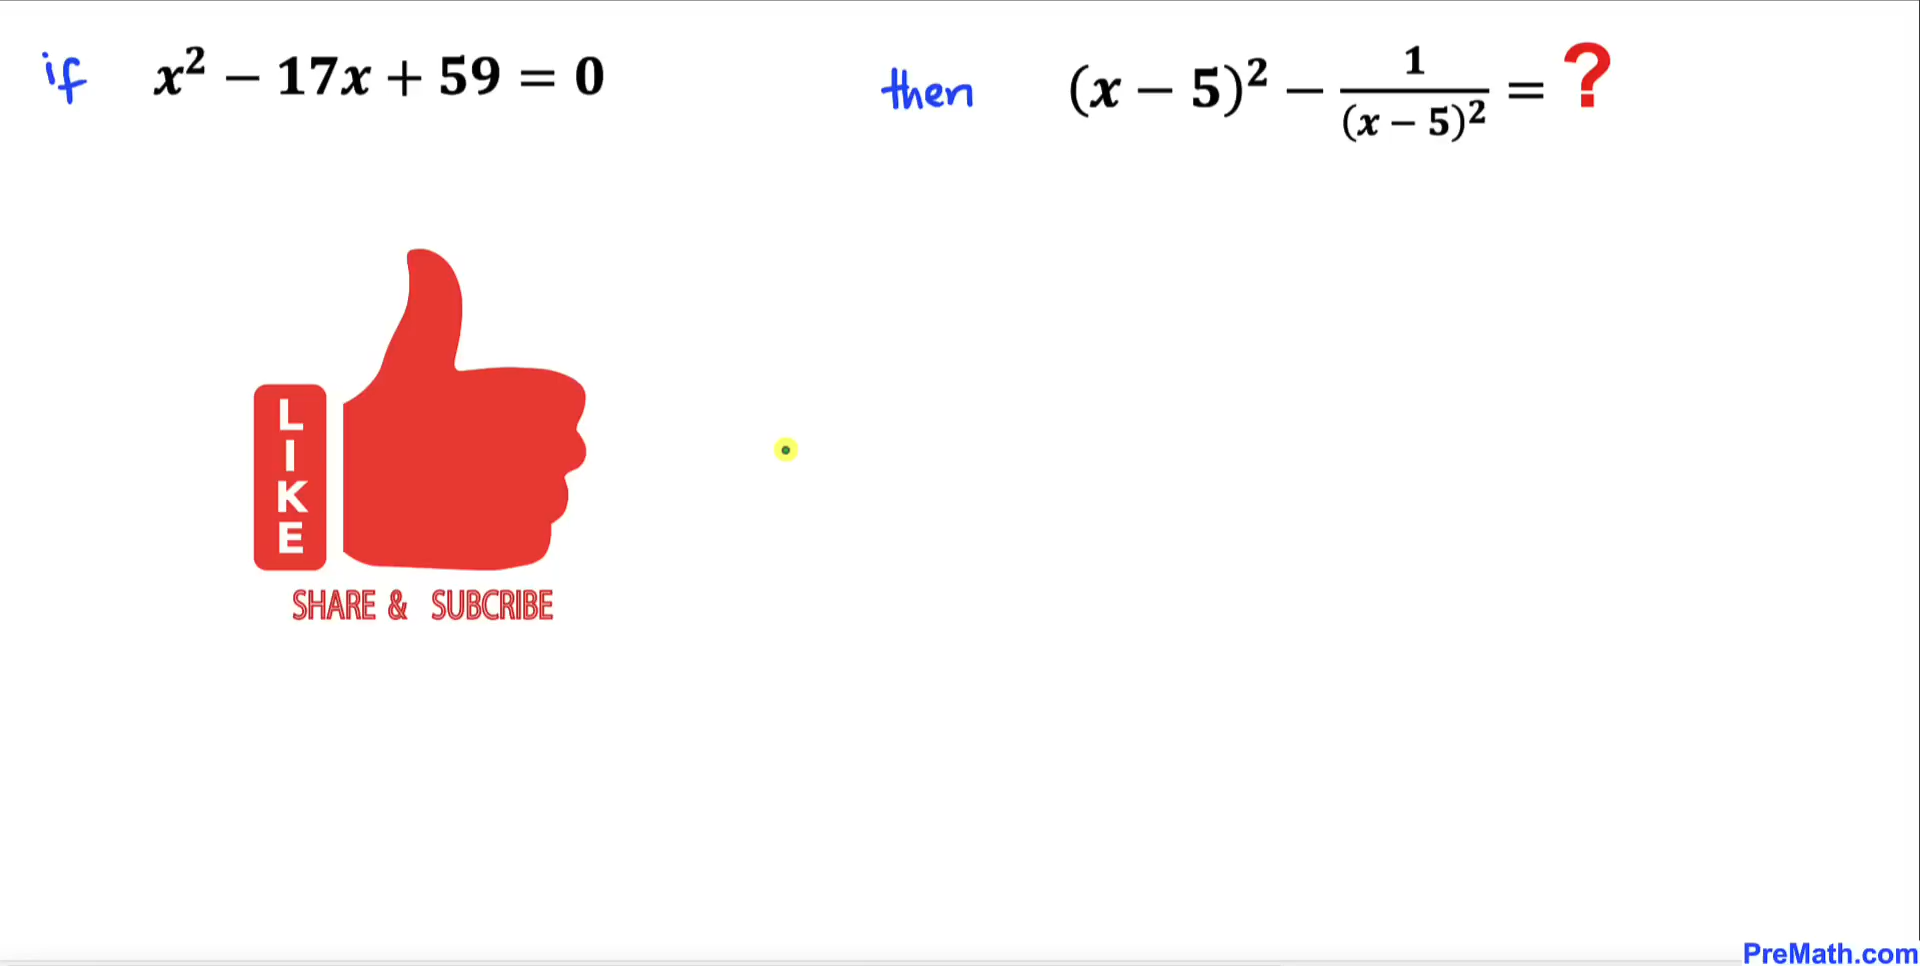 if x² − 17x + 59 = 0 then (x − 5)² − 1/(x − 5)² = ?
L
I
K
E
SHARE & SUBCRIBE
PreMath.com